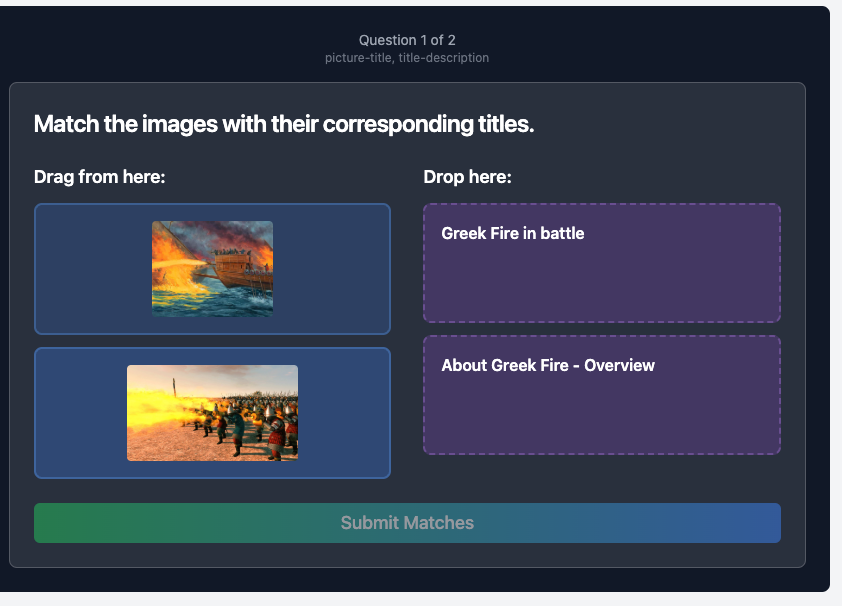 Question 1 of 2
picture-title, title-description
Match the images with their corresponding titles.
Drag from here:
Drop here:
Greek Fire in battle
About Greek Fire - Overview
Submit Matches